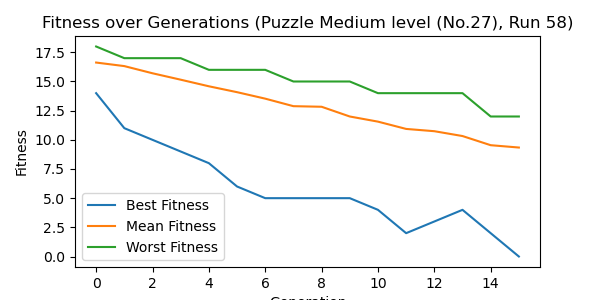 Fitness over Generations (Puzzle Medium level (No.27), Run 58)
17.5
15.0
12.5
10.0
7.5
5.0
2.5
0.0
Fitness
Best Fitness
Mean Fitness
Worst Fitness
0 2 4 6 8 10 12 14
Generation